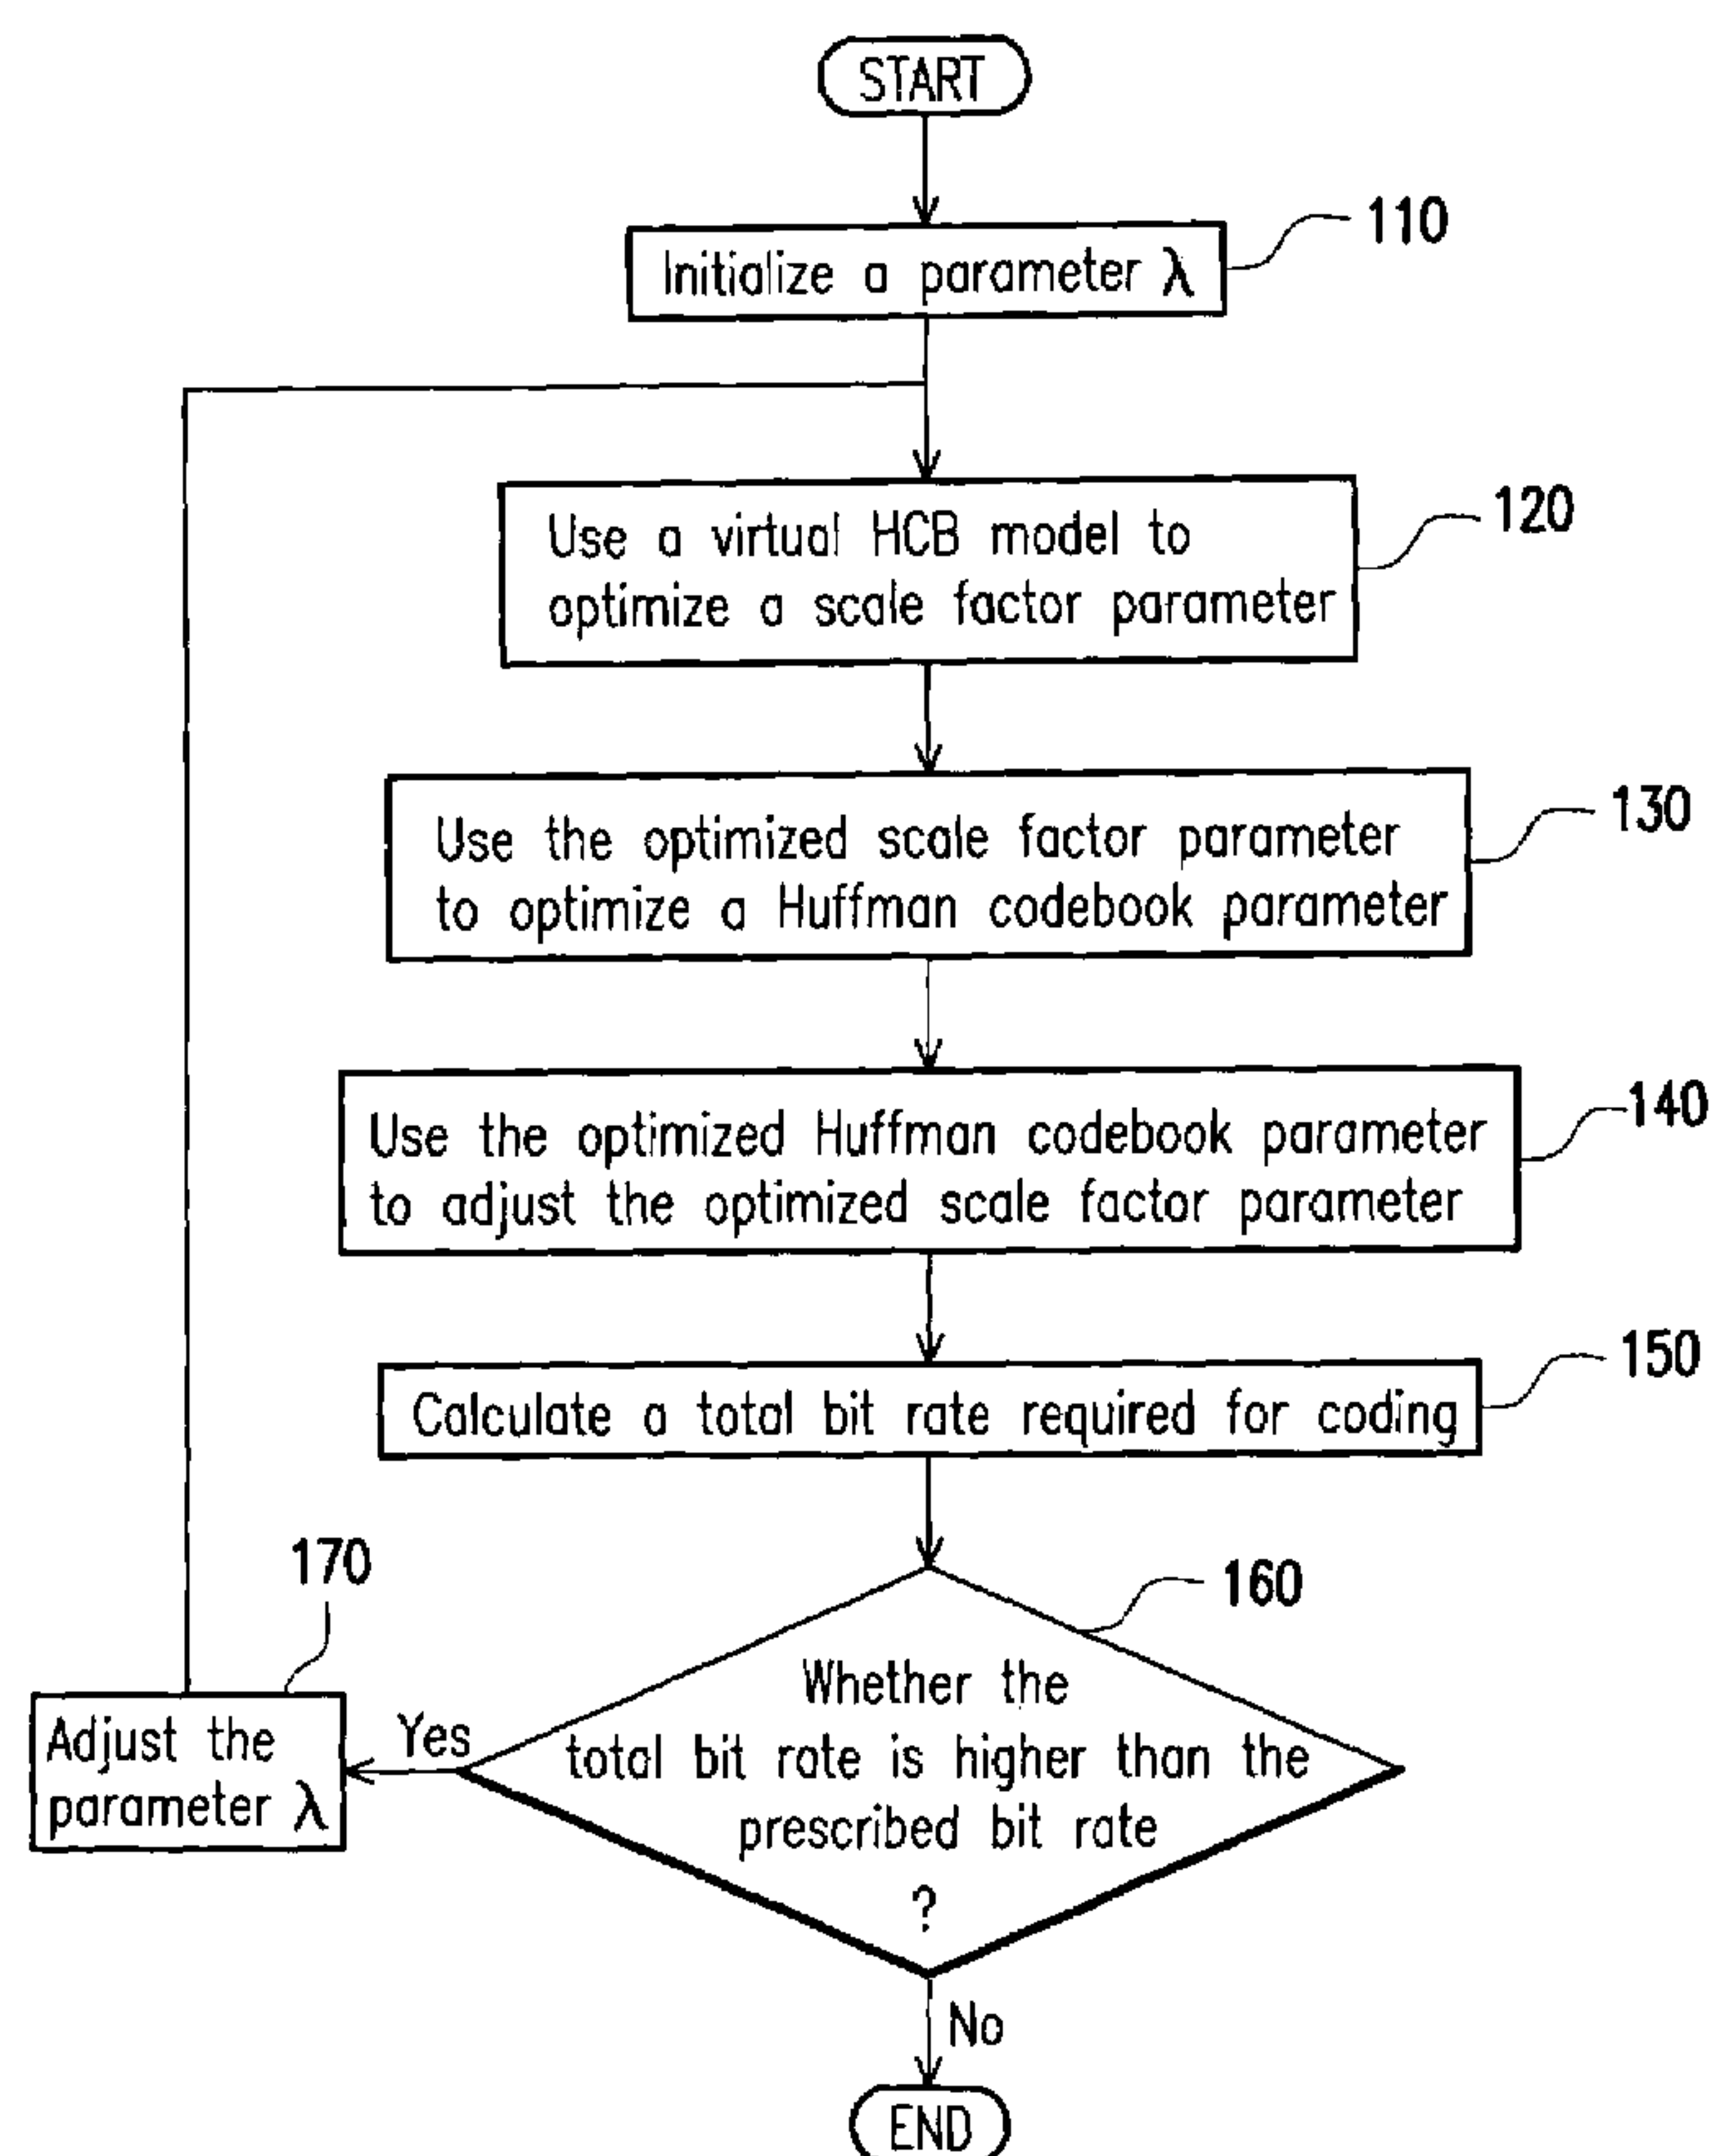 START
110
Initialize a parameter λ
120
Use a virtual HCB model to
optimize a scale factor parameter
130
Use the optimized scale factor parameter
to optimize a Huffman codebook parameter
140
Use the optimized Huffman codebook parameter
to adjust the optimized scale factor parameter
150
Calculate a total bit rate required for coding
160
Whether the
total bit rate is higher than the
prescribed bit rate
?
Yes
170
Adjust the
parameter λ
No
END